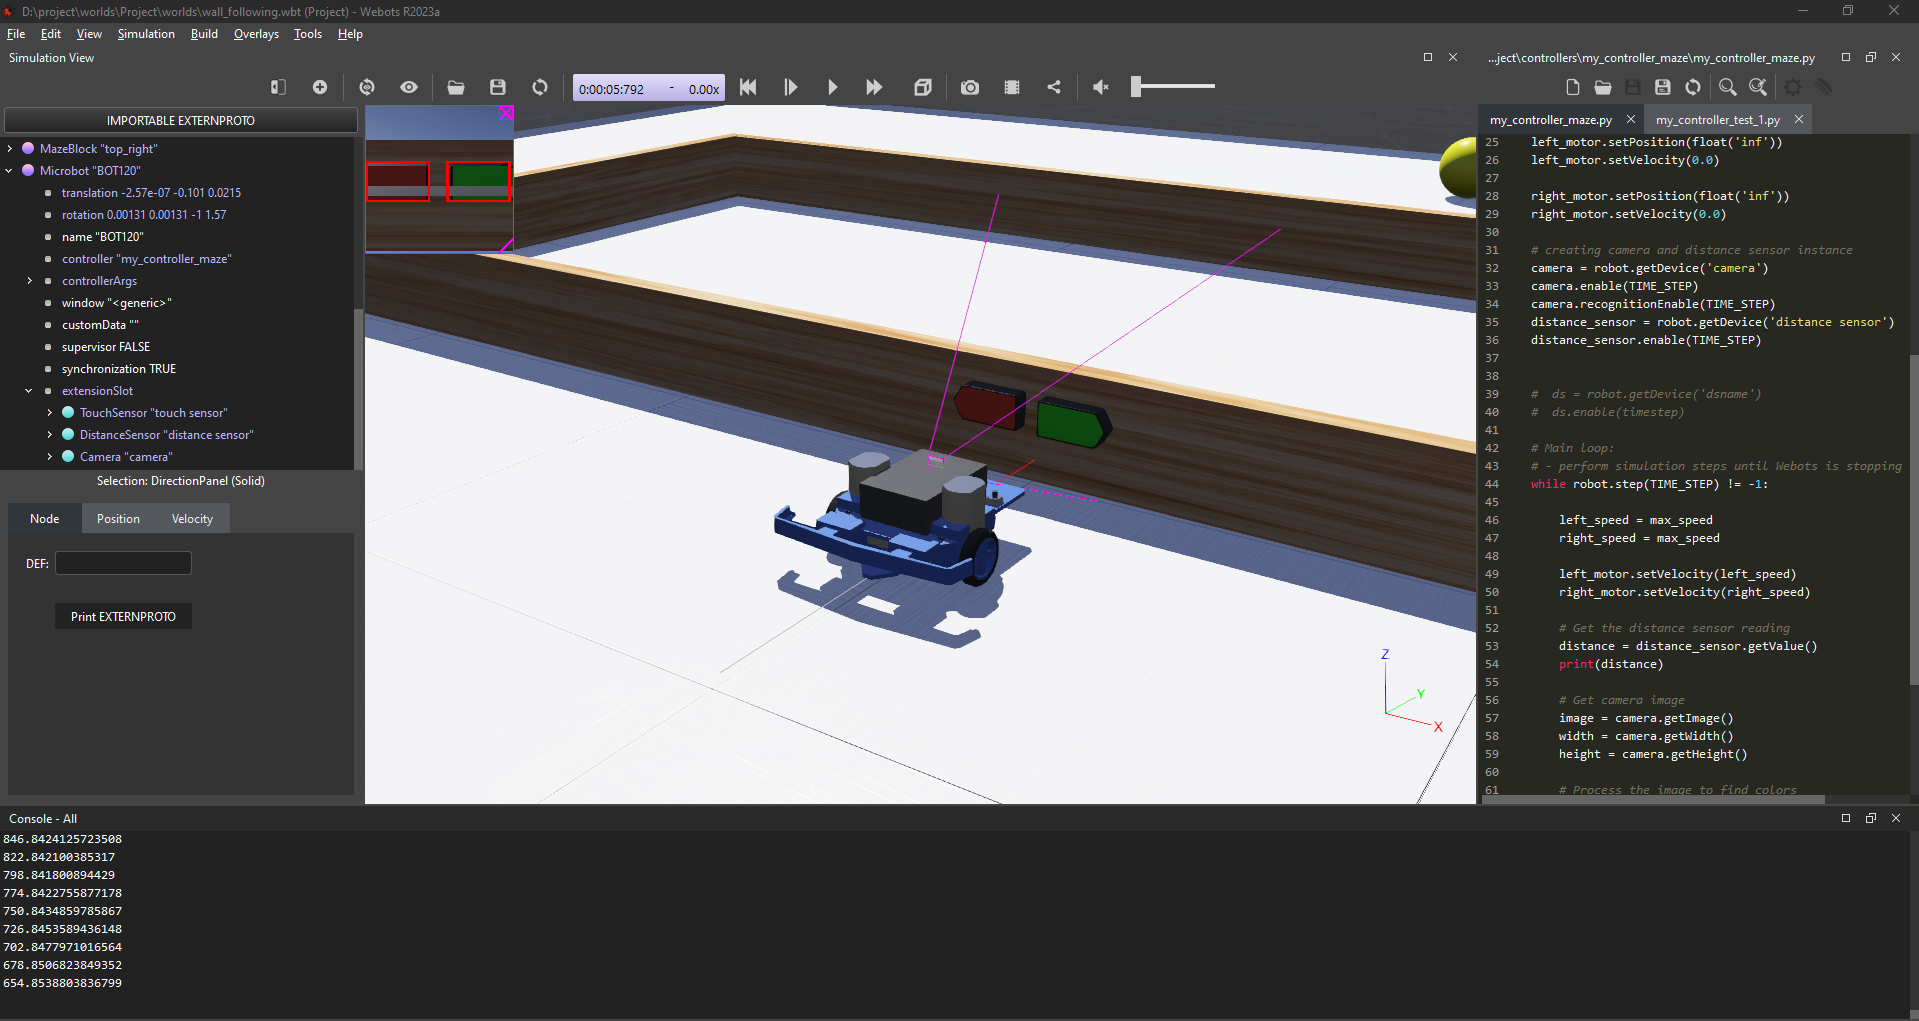 D:\project\worlds\Project\worlds\wall_following.wbt (Project) - Webots R2023a
File Edit View Simulation Build Overlays Tools Help
Simulation View
0:00:05:792 - 0.00x
IMPORTABLE EXTERNPROTO
MazeBlock "top_right"
Microbot "BOT120"
translation -2.57e-07 -0.101 0.0215
rotation 0.00131 0.00131 -1 1.57
name "BOT120"
controller "my_controller_maze"
controllerArgs
window "<generic>"
customData ""
supervisor FALSE
synchronization TRUE
extensionSlot
TouchSensor "touch sensor"
DistanceSensor "distance sensor"
Camera "camera"
Selection: DirectionPanel (Solid)
Node Position Velocity
DEF:
Print EXTERNPROTO
Z
Y
X
...ject\controllers\my_controller_maze\my_controller_maze.py
my_controller_maze.py my_controller_test_1.py
25 left_motor.setPosition(float('inf'))
26 left_motor.setVelocity(0.0)
27
28 right_motor.setPosition(float('inf'))
29 right_motor.setVelocity(0.0)
30
31 # creating camera and distance sensor instance
32 camera = robot.getDevice('camera')
33 camera.enable(TIME_STEP)
34 camera.recognitionEnable(TIME_STEP)
35 distance_sensor = robot.getDevice('distance sensor')
36 distance_sensor.enable(TIME_STEP)
37
38
39 #  ds = robot.getDevice('dsname')
40 #  ds.enable(timestep)
41
42 # Main loop:
43 # - perform simulation steps until Webots is stopping
44 while robot.step(TIME_STEP) != -1:
45
46 left_speed = max_speed
47 right_speed = max_speed
48
49 left_motor.setVelocity(left_speed)
50 right_motor.setVelocity(right_speed)
51
52 # Get the distance sensor reading
53 distance = distance_sensor.getValue()
54 print(distance)
55
56 # Get camera image
57 image = camera.getImage()
58 width = camera.getWidth()
59 height = camera.getHeight()
60
61 # Process the image to find colors
Console - All
846.8424125723508
822.842100385317
798.841800894429
774.8422755877178
750.8434859785867
726.8453589436148
702.8477971016564
678.8506823849352
654.8538803836799